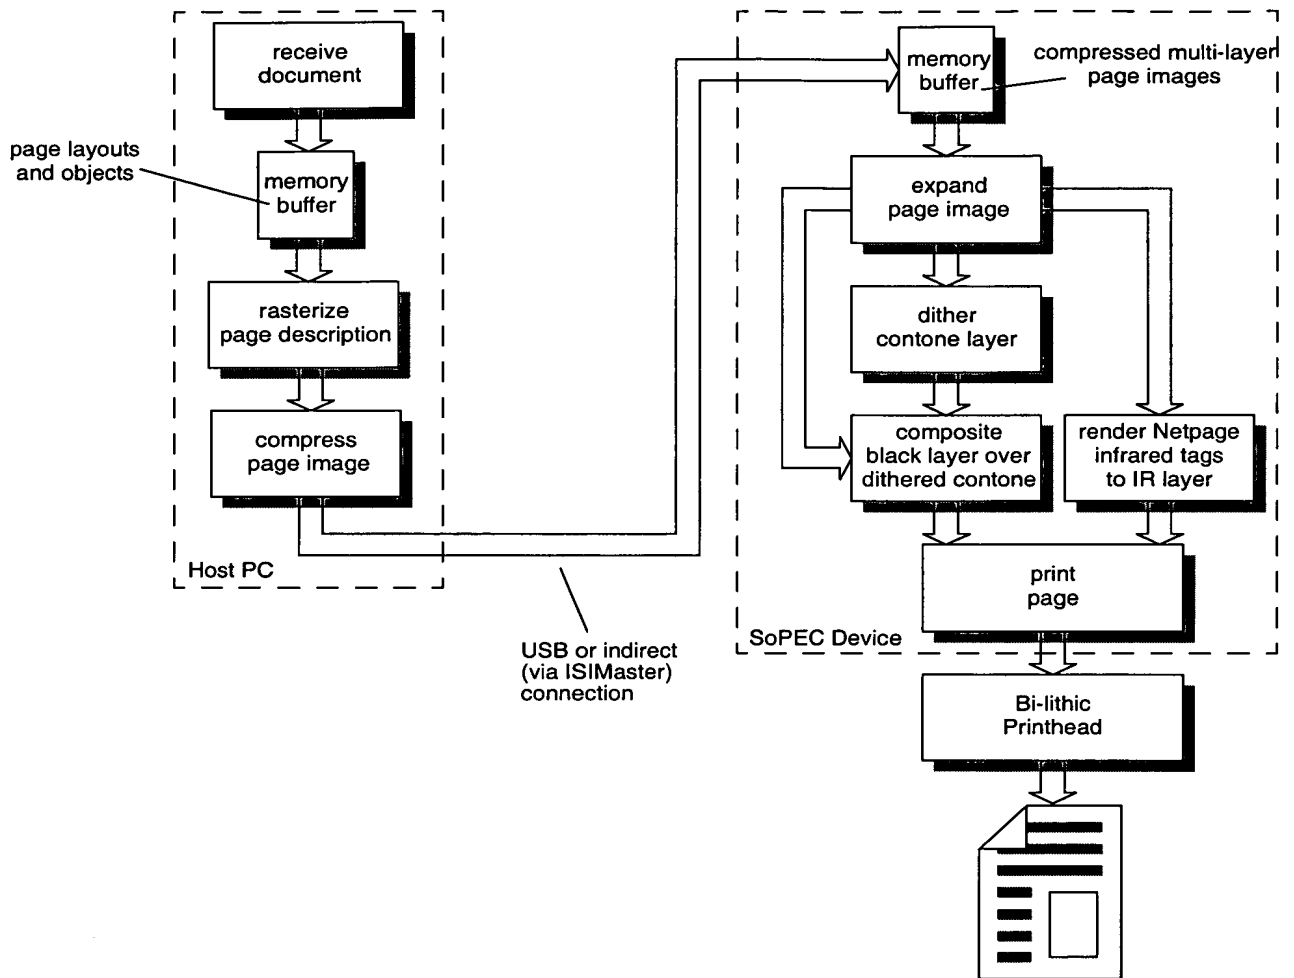 receive
document
page layouts
and objects
memory
buffer
rasterize
page description
compress
page image
Host PC
USB or indirect
(via ISIMaster)
connection
memory
buffer
compressed multi-layer
page images
expand
page image
dither
contone layer
composite
black layer over
dithered contone
render Netpage
infrared tags
to IR layer
print
page
SoPEC Device
Bi-lithic
Printhead